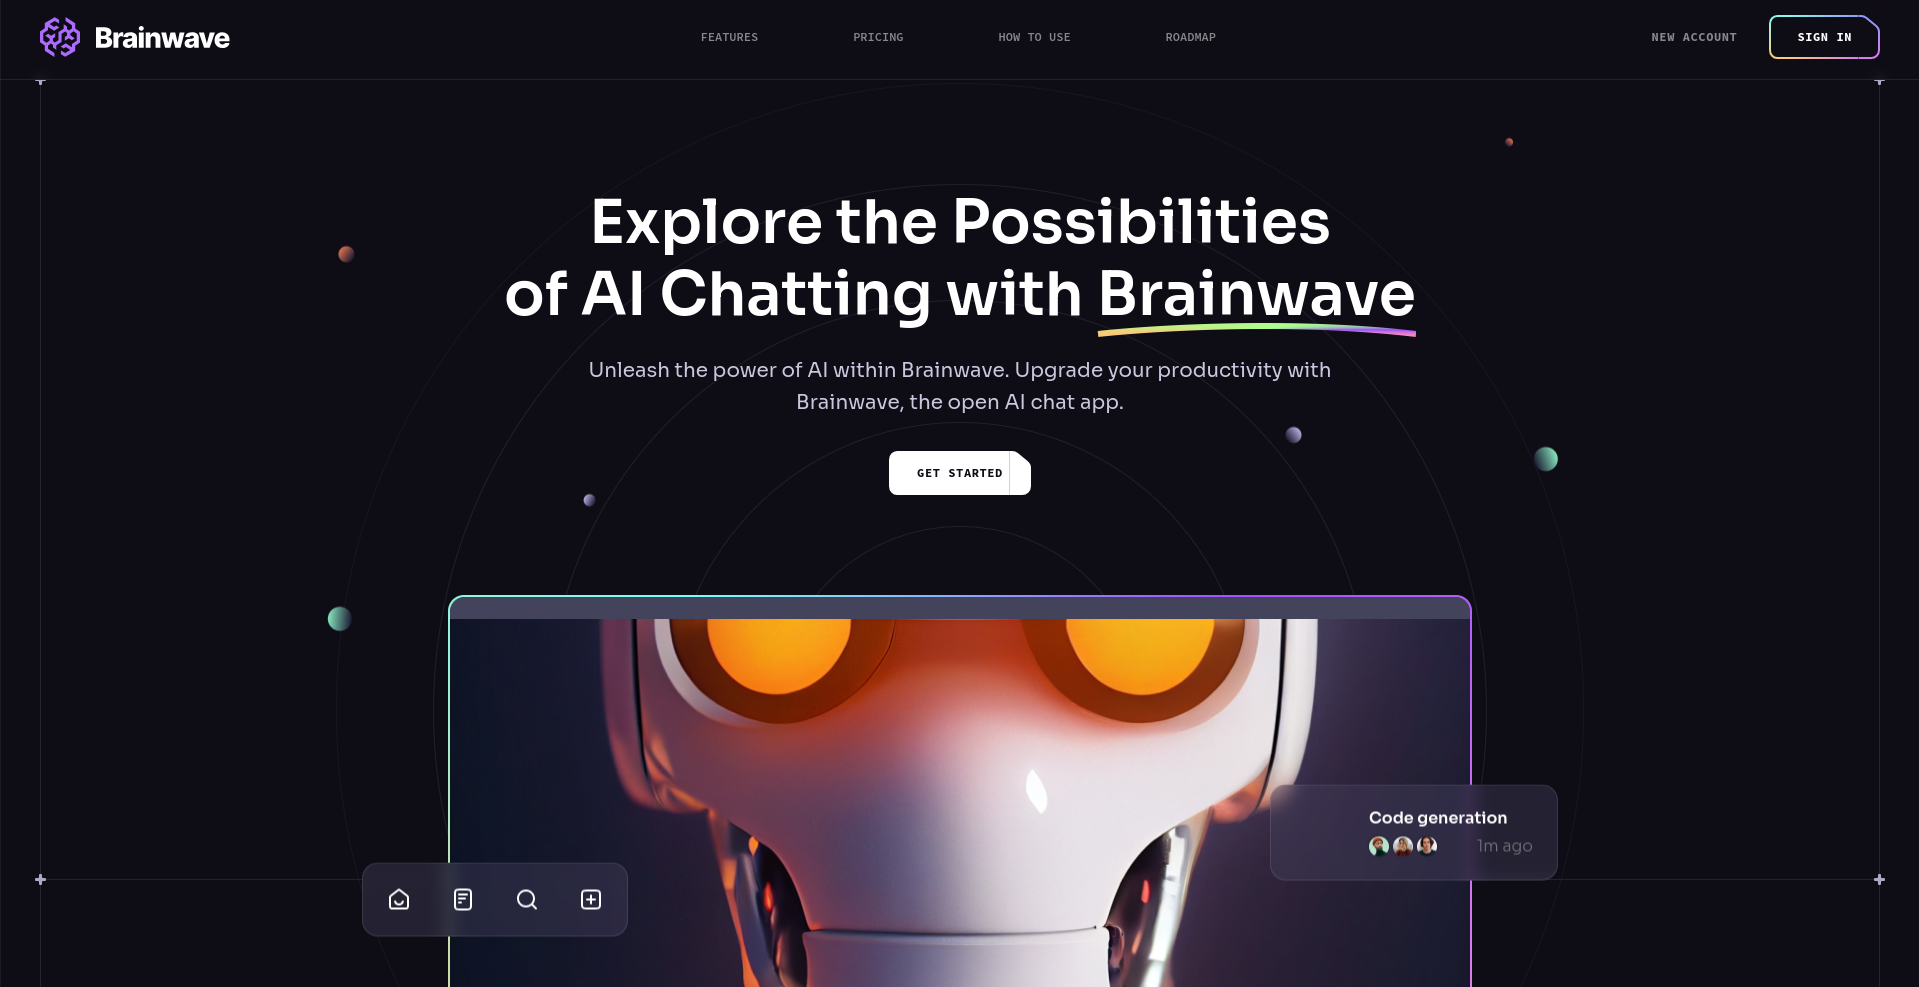 Brainwave
FEATURES
PRICING
HOW TO USE
ROADMAP
NEW ACCOUNT
SIGN IN
Explore the Possibilities
of AI Chatting with Brainwave
Unleash the power of AI within Brainwave. Upgrade your productivity with
Brainwave, the open AI chat app.
GET STARTED
Code generation
1m ago